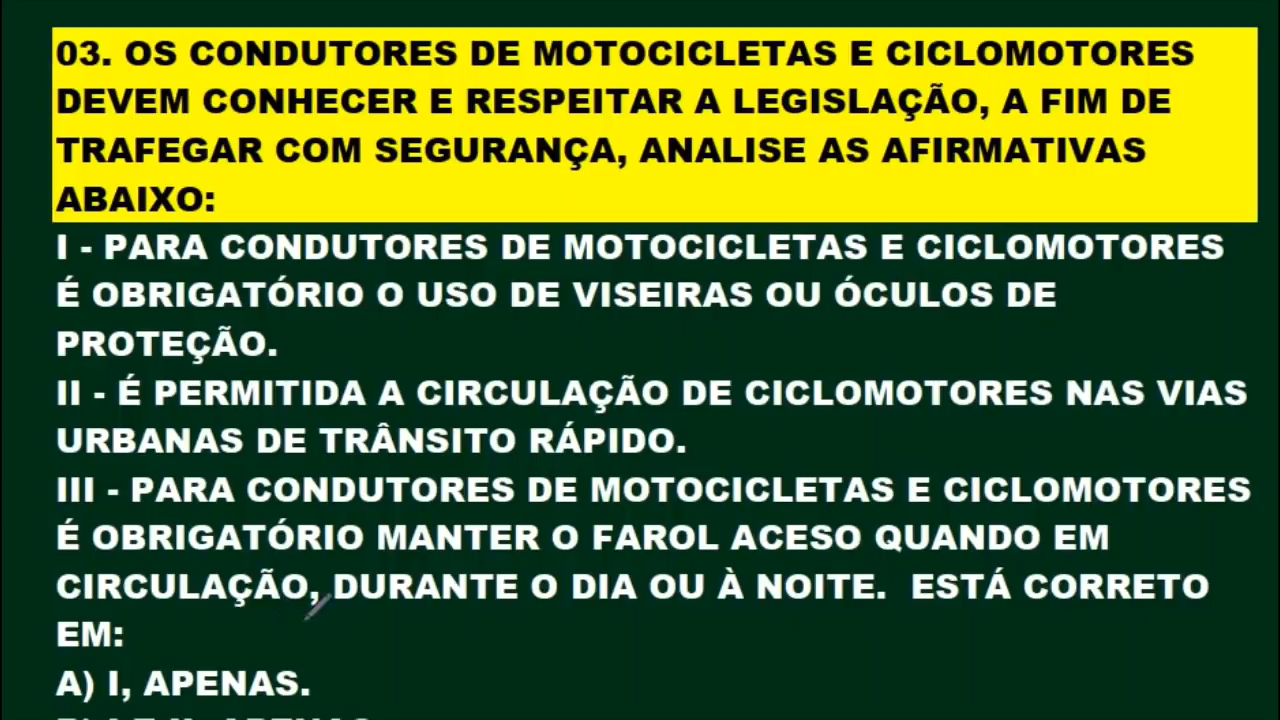 03. OS CONDUTORES DE MOTOCICLETAS E CICLOMOTORES
DEVEM CONHECER E RESPEITAR A LEGISLAÇÃO, A FIM DE
TRAFEGAR COM SEGURANÇA, ANALISE AS AFIRMATIVAS
ABAIXO:
I - PARA CONDUTORES DE MOTOCICLETAS E CICLOMOTORES
É OBRIGATÓRIO O USO DE VISEIRAS OU ÓCULOS DE
PROTEÇÃO.
II - É PERMITIDA A CIRCULAÇÃO DE CICLOMOTORES NAS VIAS
URBANAS DE TRÂNSITO RÁPIDO.
III - PARA CONDUTORES DE MOTOCICLETAS E CICLOMOTORES
É OBRIGATÓRIO MANTER O FAROL ACESO QUANDO EM
CIRCULAÇÃO, DURANTE O DIA OU À NOITE. ESTÁ CORRETO
EM:
A) I, APENAS.